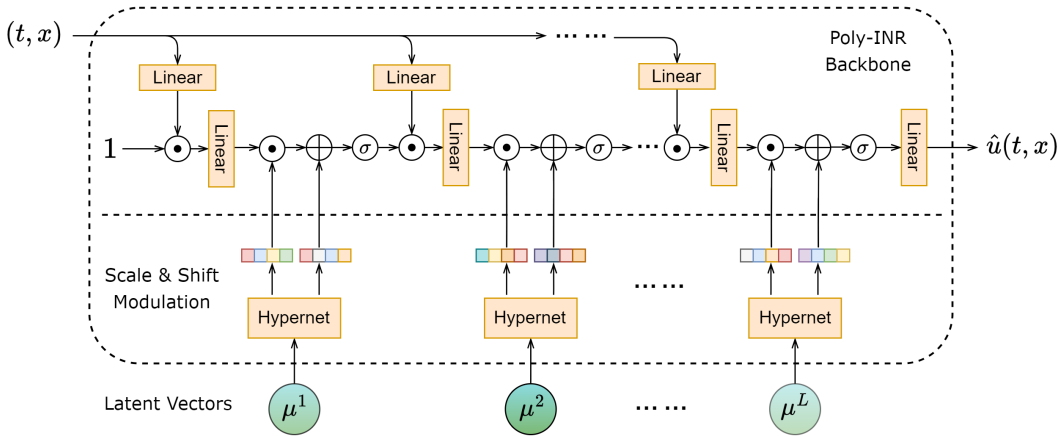 (t, x)
⋯ ⋯
Poly-INR
Backbone
Linear
Linear
Linear
1
Linear
σ
Linear
σ
⋯
Linear
σ
Linear
û(t, x)
Scale & Shift
Modulation
⋯ ⋯
Hypernet
Hypernet
Hypernet
Latent Vectors
μ¹
μ²
⋯ ⋯
μᴸ